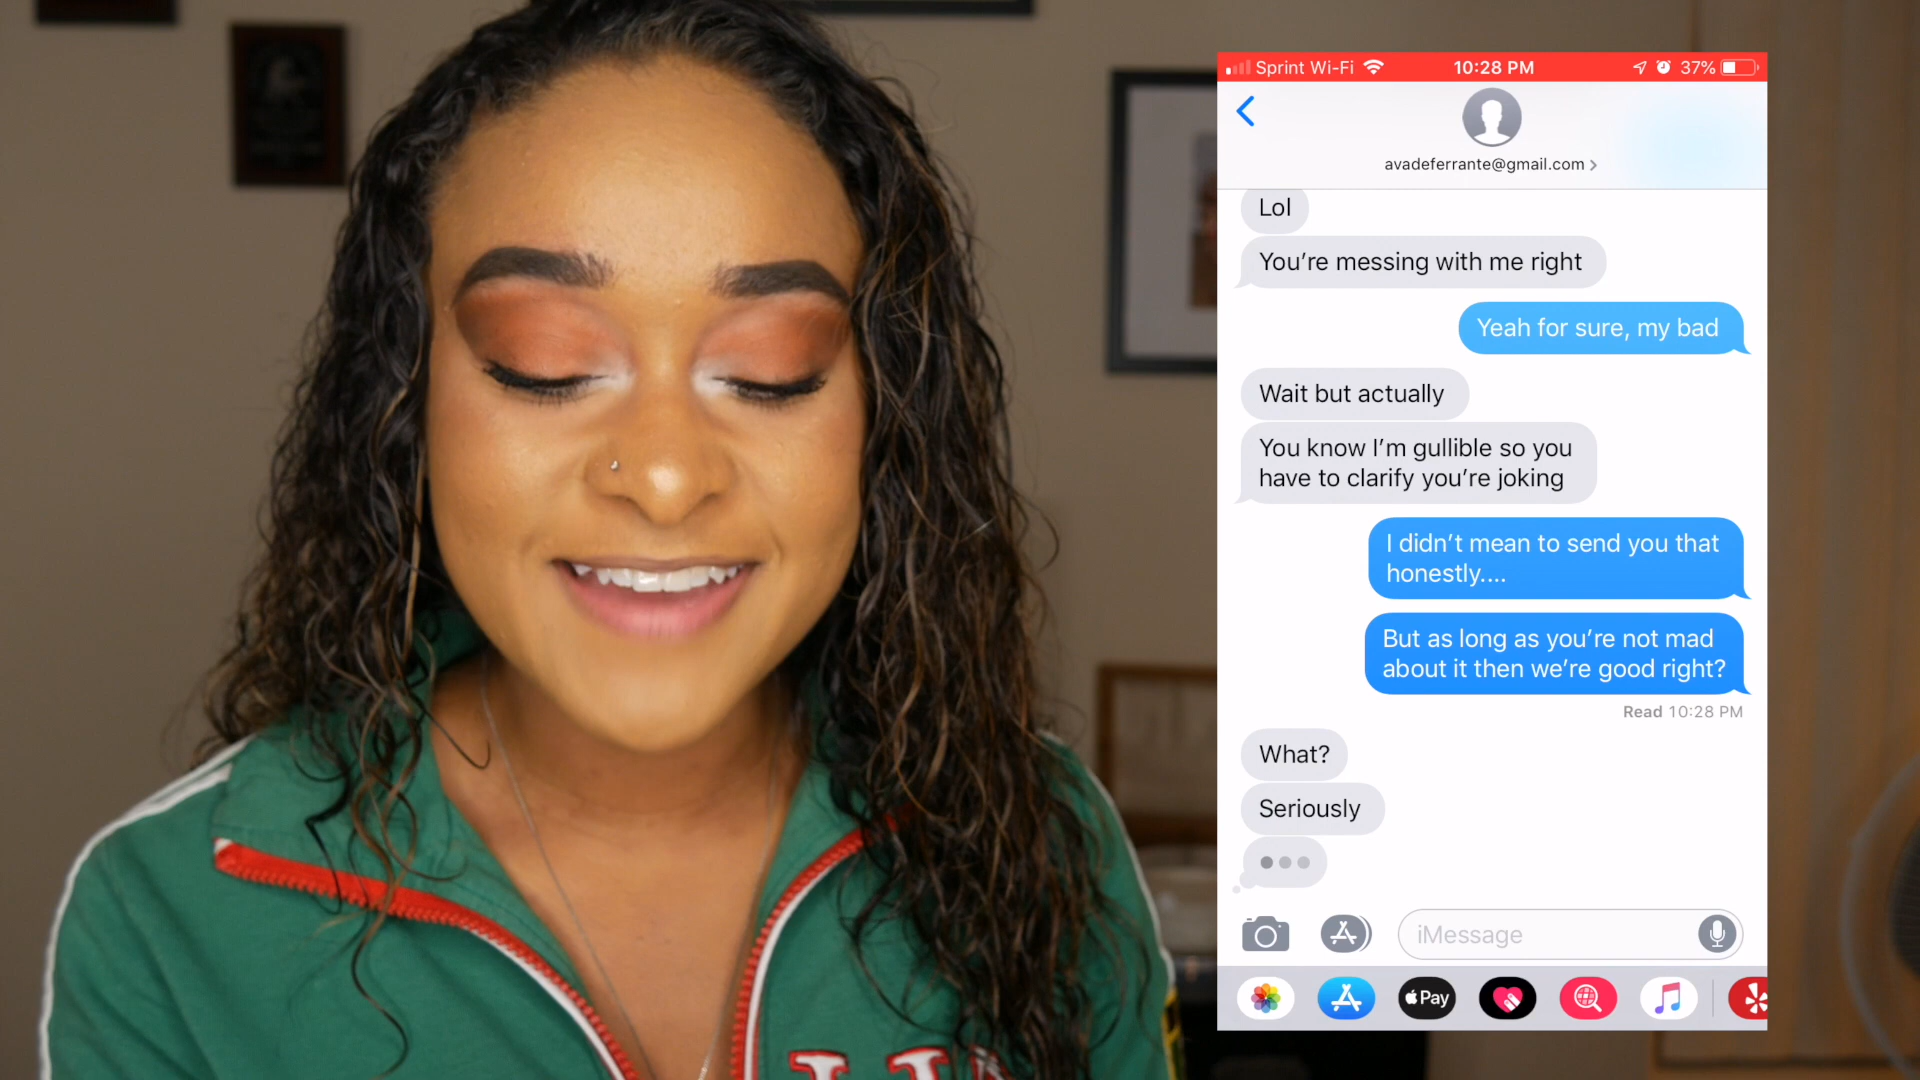 Sprint Wi-Fi 10:28 PM 37%
avadeferrante@gmail.com
Lol
You’re messing with me right
Yeah for sure, my bad
Wait but actually
You know I’m gullible so you
have to clarify you’re joking
I didn’t mean to send you that
honestly....
But as long as you’re not mad
about it then we’re good right?
Read 10:28 PM
What?
Seriously
iMessage
Pay